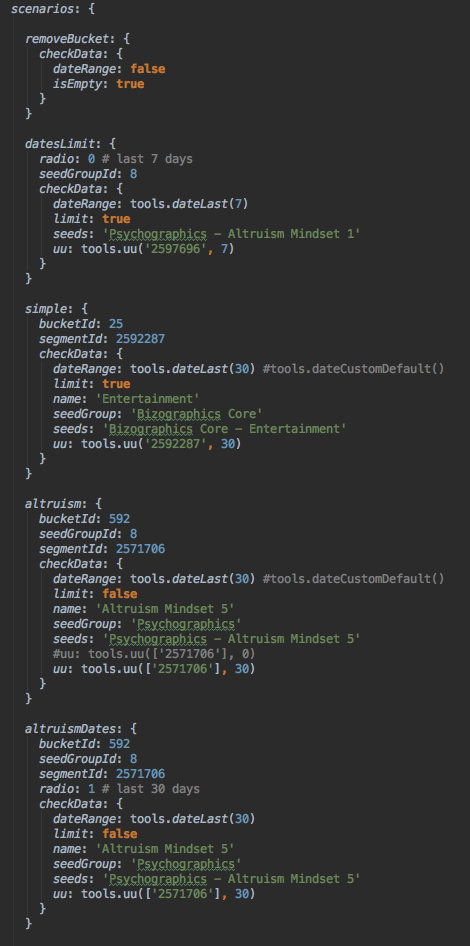 scenarios: {
removeBucket: {
checkData: {
dateRange: false
isEmpty: true
}
}
datesLimit: {
radio: 0 # last 7 days
seedGroupId: 8
checkData: {
dateRange: tools.dateLast(7)
limit: true
seeds: 'Psychographics - Altruism Mindset 1'
uu: tools.uu('2597696', 7)
}
}
simple: {
bucketId: 25
segmentId: 2592287
checkData: {
dateRange: tools.dateLast(30) #tools.dateCustomDefault()
limit: true
name: 'Entertainment'
seedGroup: 'Bizographics Core'
seeds: 'Bizographics Core - Entertainment'
uu: tools.uu('2592287', 30)
}
}
altruism: {
bucketId: 592
seedGroupId: 8
segmentId: 2571706
checkData: {
dateRange: tools.dateLast(30) #tools.dateCustomDefault()
limit: false
name: 'Altruism Mindset 5'
seedGroup: 'Psychographics'
seeds: 'Psychographics - Altruism Mindset 5'
#uu: tools.uu(['2571706'], 0)
uu: tools.uu(['2571706'], 30)
}
}
altruismDates: {
bucketId: 592
seedGroupId: 8
segmentId: 2571706
radio: 1 # last 30 days
checkData: {
dateRange: tools.dateLast(30)
limit: false
name: 'Altruism Mindset 5'
seedGroup: 'Psychographics'
seeds: 'Psychographics - Altruism Mindset 5'
uu: tools.uu(['2571706'], 30)
}
}